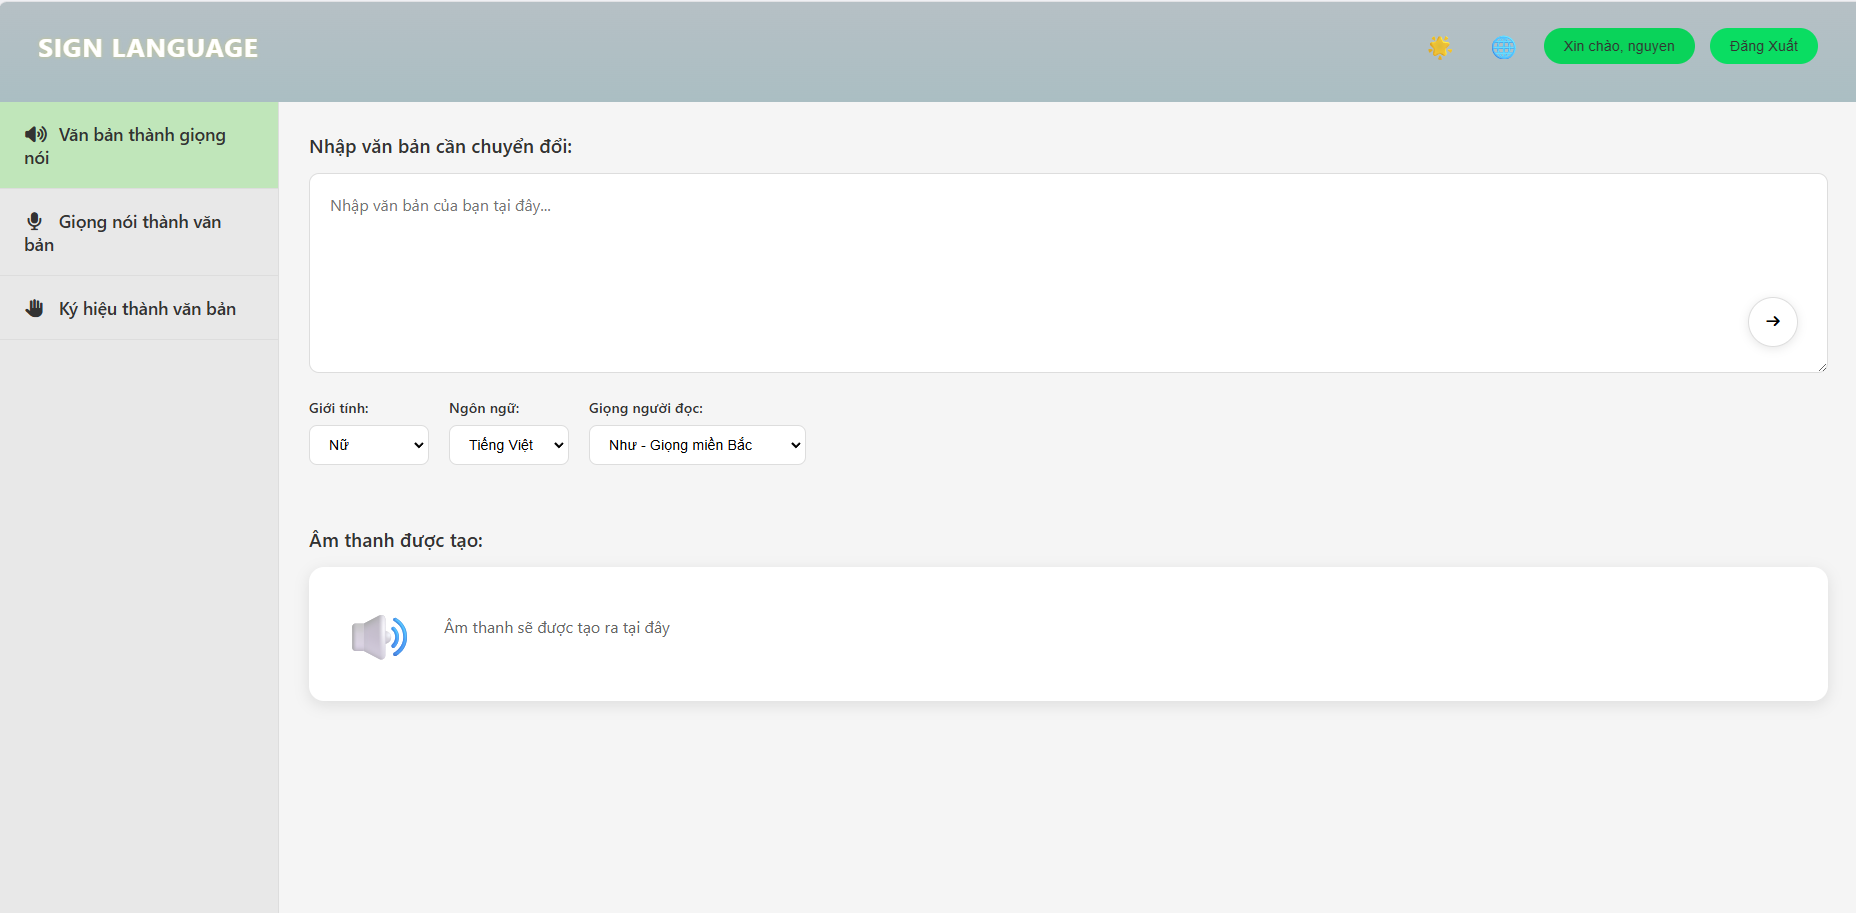 SIGN LANGUAGE
Xin chào, nguyen
Đăng Xuất
Văn bản thành giọng
nói
Giọng nói thành văn
bản
Ký hiệu thành văn bản
Nhập văn bản cần chuyển đổi:
Nhập văn bản của bạn tại đây...
Giới tính:
Ngôn ngữ:
Giọng người đọc:
Nữ
Tiếng Việt
Như - Giọng miền Bắc
Âm thanh được tạo:
Âm thanh sẽ được tạo ra tại đây